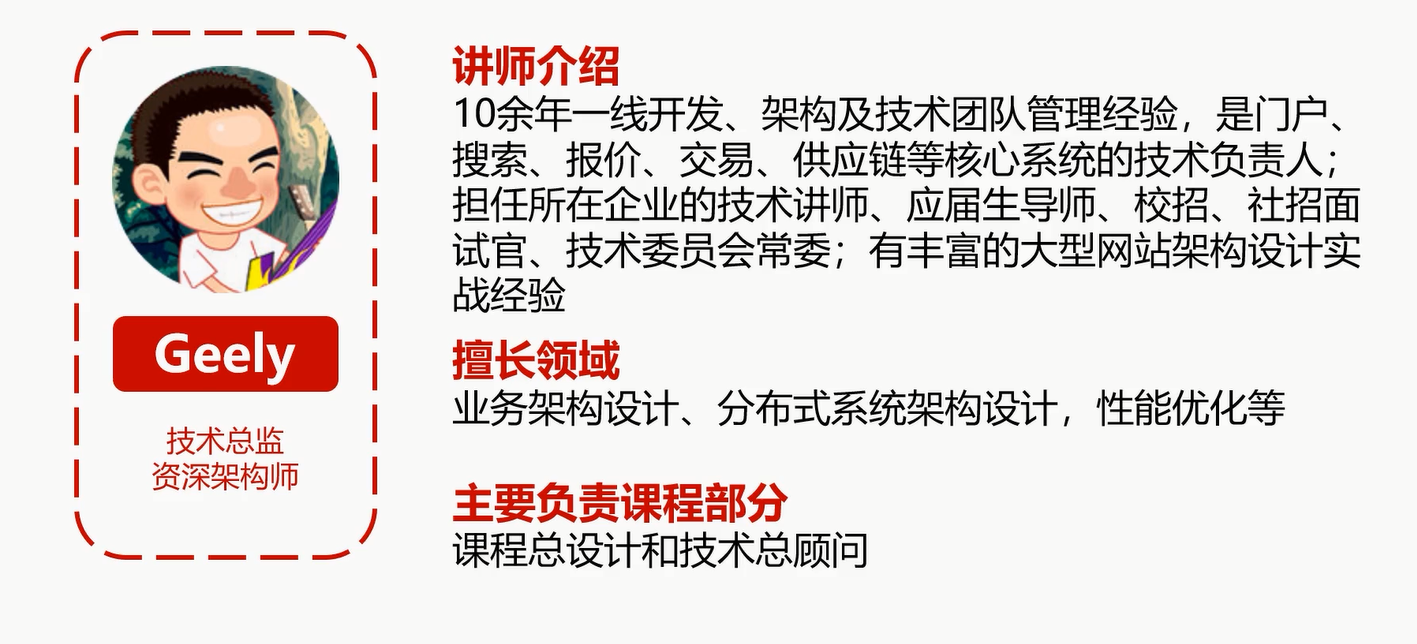 Geely
技术总监
资深架构师
讲师介绍
10余年一线开发、架构及技术团队管理经验，是门户、
搜索、报价、交易、供应链等核心系统的技术负责人；
担任所在企业的技术讲师、应届生导师、校招、社招面
试官、技术委员会常委；有丰富的大型网站架构设计实
战经验
擅长领域
业务架构设计、分布式系统架构设计，性能优化等
主要负责课程部分
课程总设计和技术总顾问